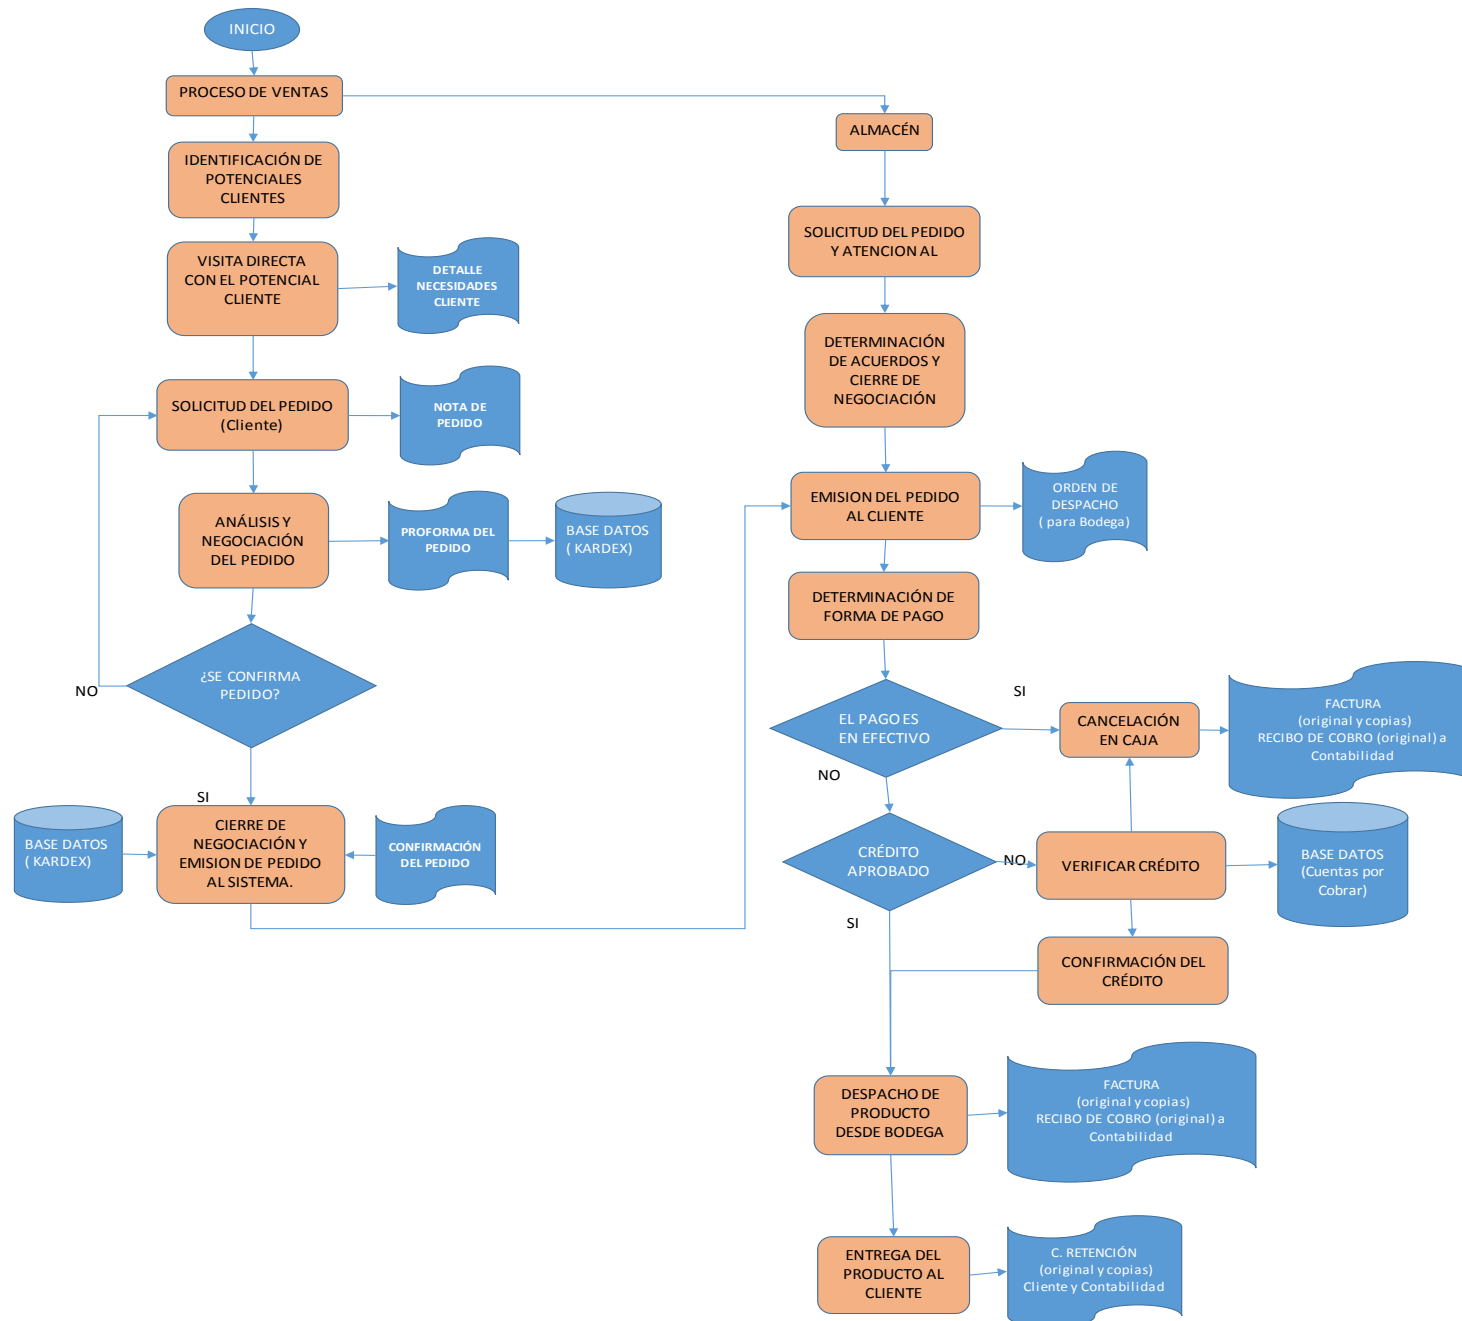 INICIO
PROCESO DE VENTAS
IDENTIFICACIÓN DE
POTENCIALES
CLIENTES
VISITA DIRECTA
CON EL POTENCIAL
CLIENTE
DETALLE
NECESIDADES
CLIENTE
SOLICITUD DEL PEDIDO
(Cliente)
NOTA DE
PEDIDO
ANÁLISIS Y
NEGOCIACIÓN
DEL PEDIDO
PROFORMA DEL
PEDIDO
BASE DATOS
( KARDEX)
¿SE CONFIRMA
PEDIDO?
NO
SI
BASE DATOS
( KARDEX)
CIERRE DE
NEGOCIACIÓN Y
EMISION DE PEDIDO
AL SISTEMA.
CONFIRMACIÓN
DEL PEDIDO
ALMACÉN
SOLICITUD DEL PEDIDO
Y ATENCION AL
DETERMINACIÓN
DE ACUERDOS Y
CIERRE DE
NEGOCIACIÓN
EMISION DEL PEDIDO
AL CLIENTE
ORDEN DE
DESPACHO
( para Bodega)
DETERMINACIÓN DE
FORMA DE PAGO
EL PAGO ES
EN EFECTIVO
SI
NO
CANCELACIÓN
EN CAJA
FACTURA
(original y copias)
RECIBO DE COBRO (original) a
Contabilidad
CRÉDITO
APROBADO
NO
SI
VERIFICAR CRÉDITO
BASE DATOS
(Cuentas por
Cobrar)
CONFIRMACIÓN DEL
CRÉDITO
DESPACHO DE
PRODUCTO
DESDE BODEGA
FACTURA
(original y copias)
RECIBO DE COBRO (original) a
Contabilidad
ENTREGA DEL
PRODUCTO AL
CLIENTE
C. RETENCIÓN
(original y copias)
Cliente y Contabilidad